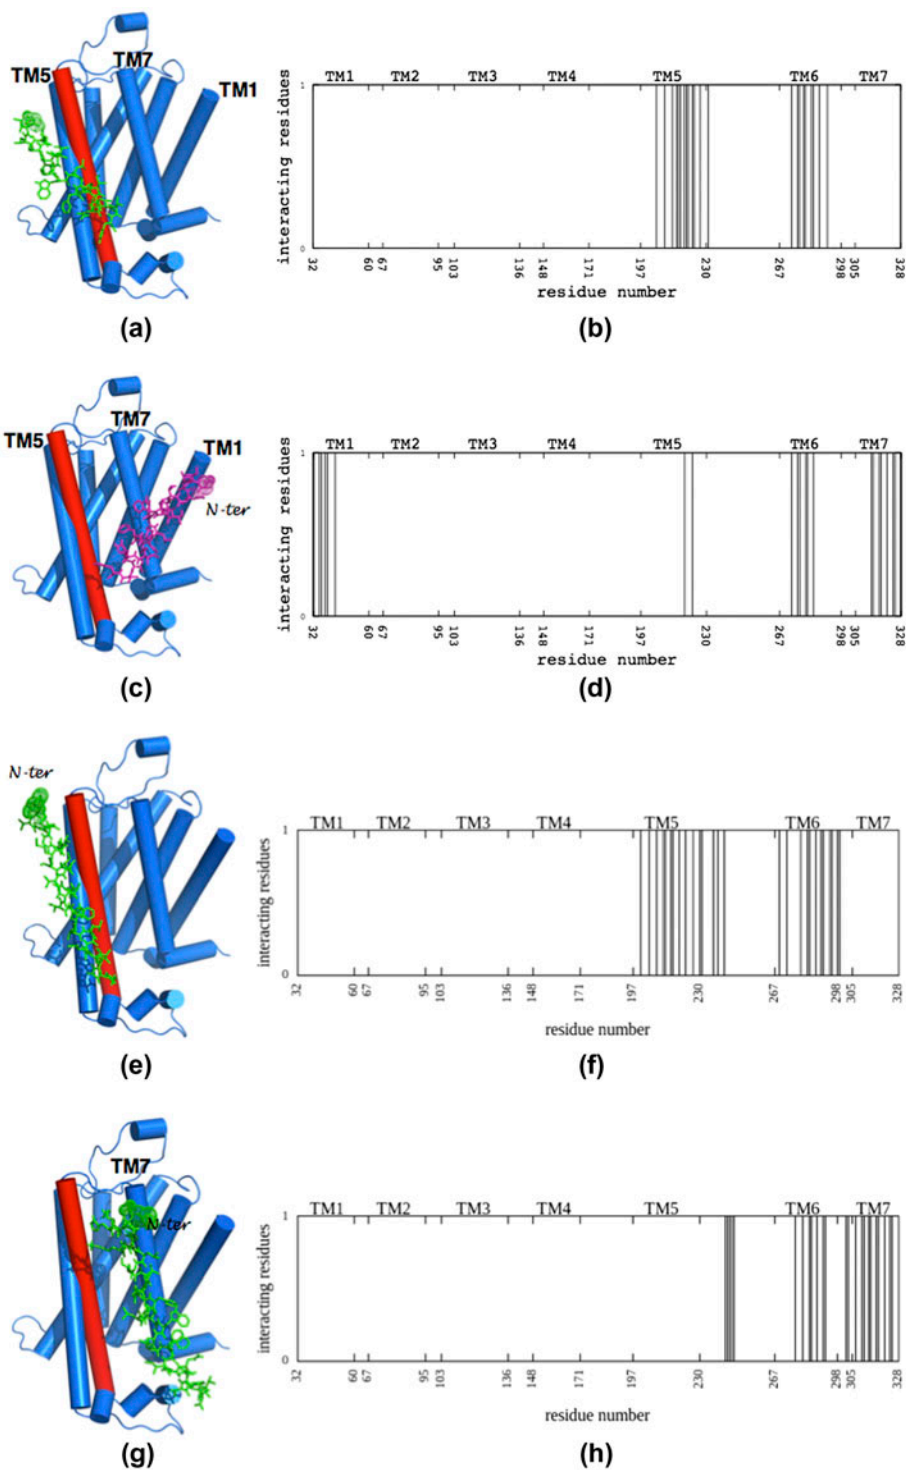 TM5 TM7 TM1
(a)
TM1 TM2 TM3 TM4 TM5 TM6 TM7
interacting residues
1
0
32 60 67 95 103 136 148 171 197 230 267 298 305 328
residue number
(b)
TM5 TM7 TM1
N-ter
(c)
TM1 TM2 TM3 TM4 TM5 TM6 TM7
interacting residues
1
0
32 60 67 95 103 136 148 171 197 230 267 298 305 328
residue number
(d)
N-ter
(e)
TM1 TM2 TM3 TM4 TM5 TM6 TM7
interacting residues
1
0
32 60 67 95 103 136 148 171 197 230 267 298 305 328
residue number
(f)
TM7
N-ter
(g)
TM1 TM2 TM3 TM4 TM5 TM6 TM7
interacting residues
1
0
32 60 67 95 103 136 148 171 197 230 267 298 305 328
residue number
(h)